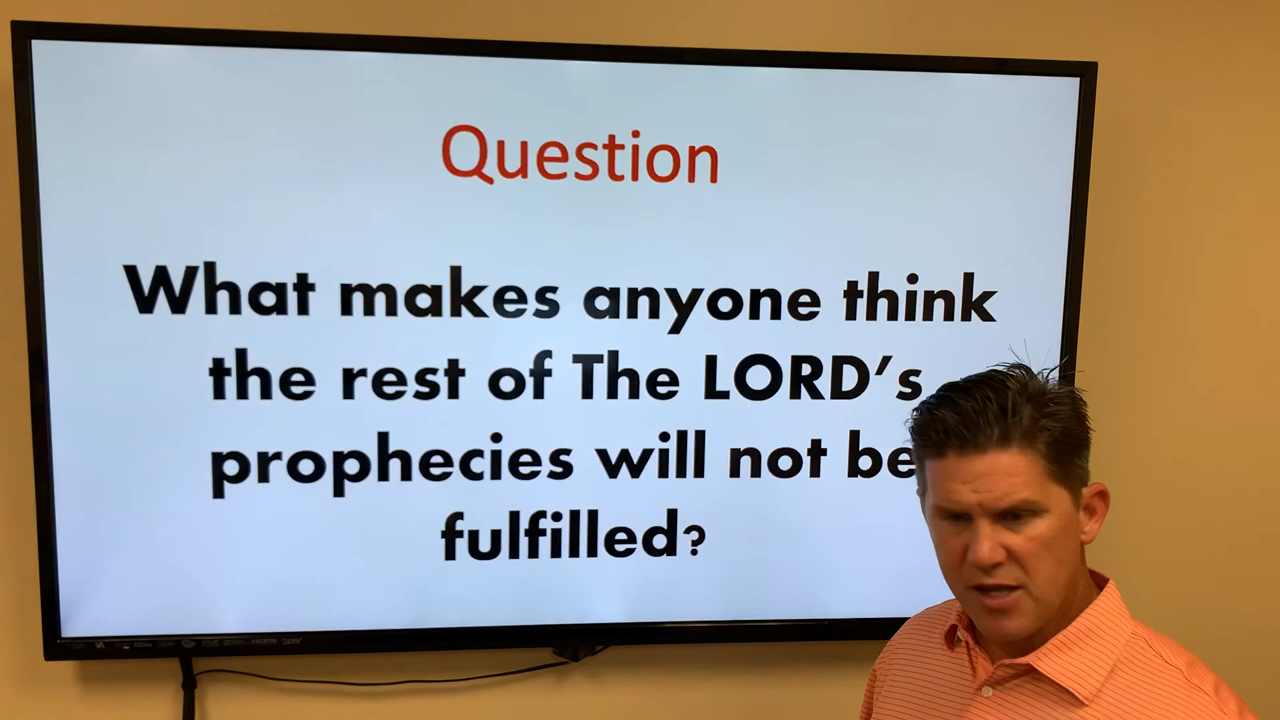 Question
What makes anyone think
the rest of The LORD's
prophecies will not be
fulfilled?